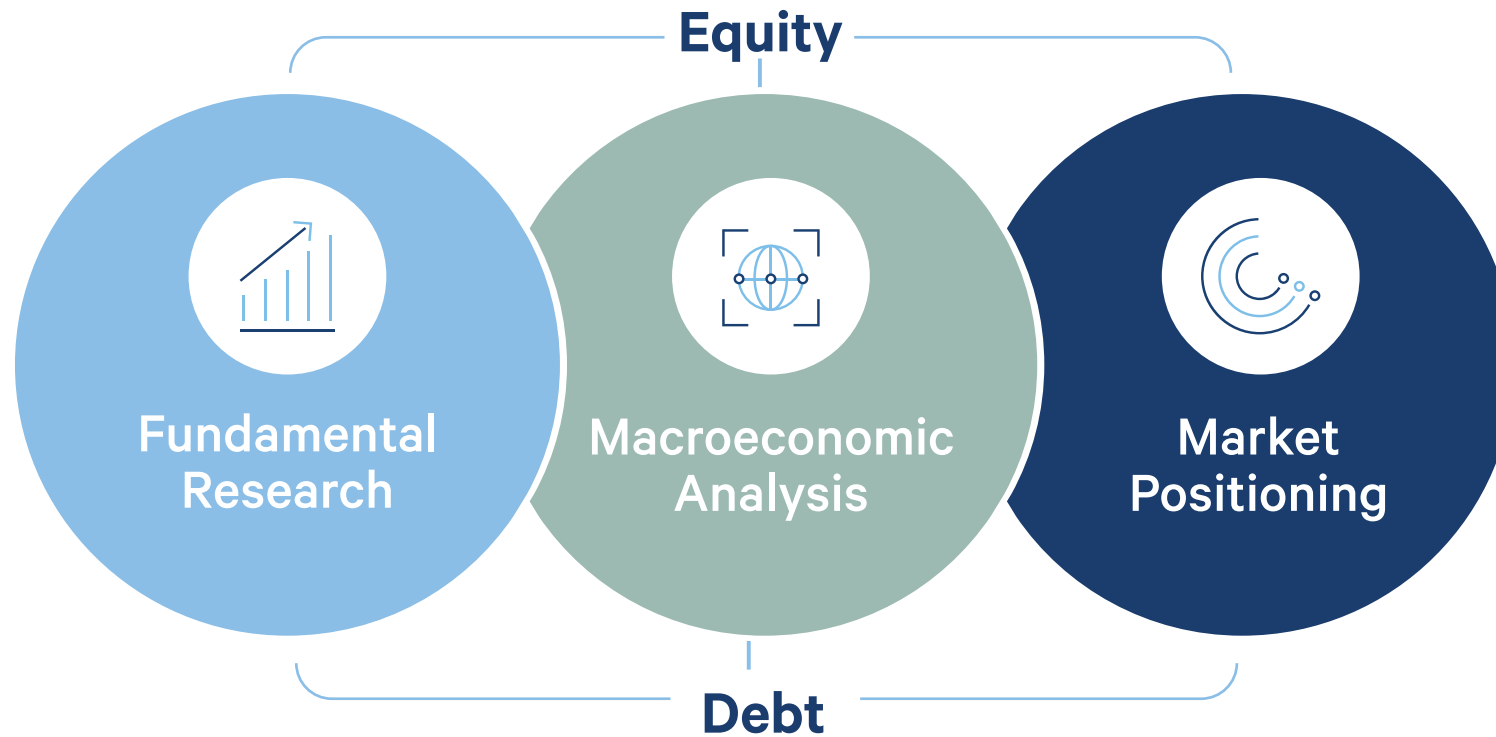 Equity
Fundamental
Research
Macroeconomic
Analysis
Market
Positioning
Debt